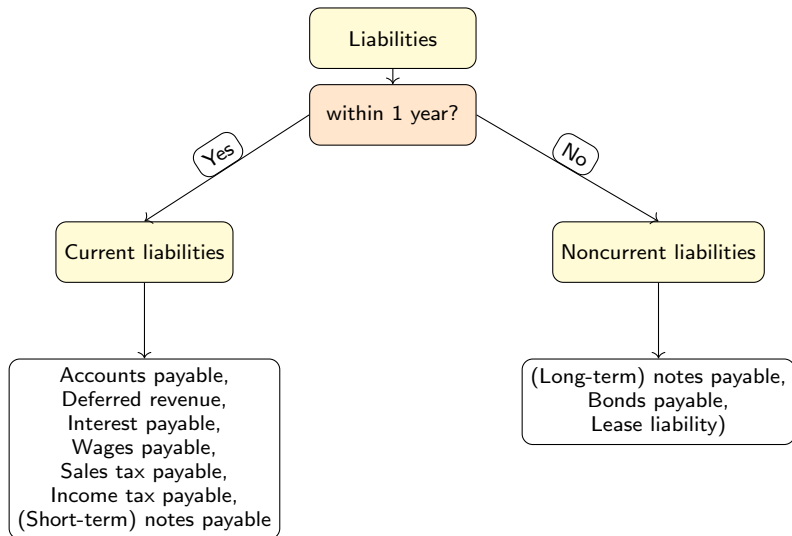 Liabilities
within 1 year?
Yes
No
Current liabilities
Noncurrent liabilities
Accounts payable,
Deferred revenue,
Interest payable,
Wages payable,
Sales tax payable,
Income tax payable,
(Short-term) notes payable
(Long-term) notes payable,
Bonds payable,
Lease liability)